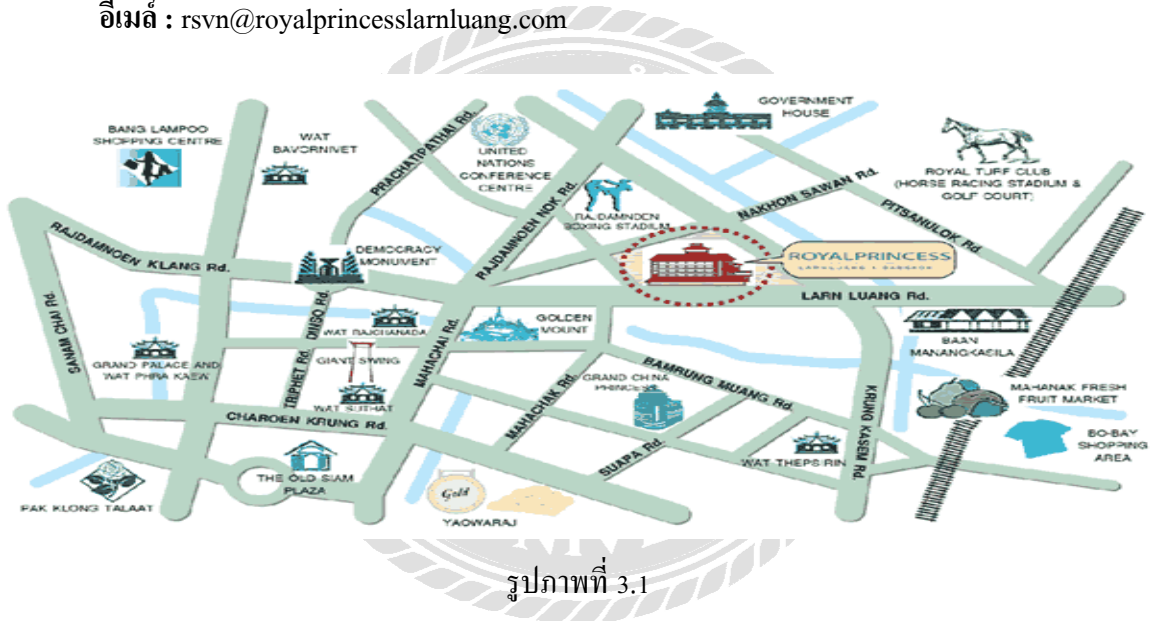 อีเมล์ : rsvn@royalprincesslarnluang.com
BANG LAMPOO
SHOPPING CENTRE
WAT
BAVORNIVET
PRACHATIPATHAI Rd.
UNITED
NATIONS
CONFERENCE
CENTRE
GOVERNMENT
HOUSE
ROYAL TURF CLUB
(HORSE RACING STADIUM &
GOLF COURT)
RAJDAMNOEN NOK Rd.
RAJDAMNOEN
BOXING STADIUM
NAKHON SAWAN Rd.
PITSANULOK Rd
RAJDAMNOEN KLANG Rd.
DEMOCRACY
MONUMENT
ROYALPRINCESS
LARN LUANG Rd.
SANAM CHAI Rd.
DINSO Rd.
WAT RAJCHANADA
GOLDEN
MOUNT
BAAN
MANANGKASILA
GRAND PALACE AND
WAT PHRA KAEW
GIANT SWING
TRIPHET Rd.
MAHACHAI Rd.
WAT SUTHAT
MAHACHAK Rd.
GRAND CHINA
PRINCESS
BAMRUNG MUANG Rd.
KRUNG KASEM Rd.
MAHANAK FRESH
FRUIT MARKET
CHAROEN KRUNG Rd.
SUAPA Rd.
WAT THEPSIRIN
BO-BAY
SHOPPING
AREA
THE OLD SIAM
PLAZA
PAK KLONG TALAAT
Gold
YAOWARAJ
รูปภาพที่ 3.1